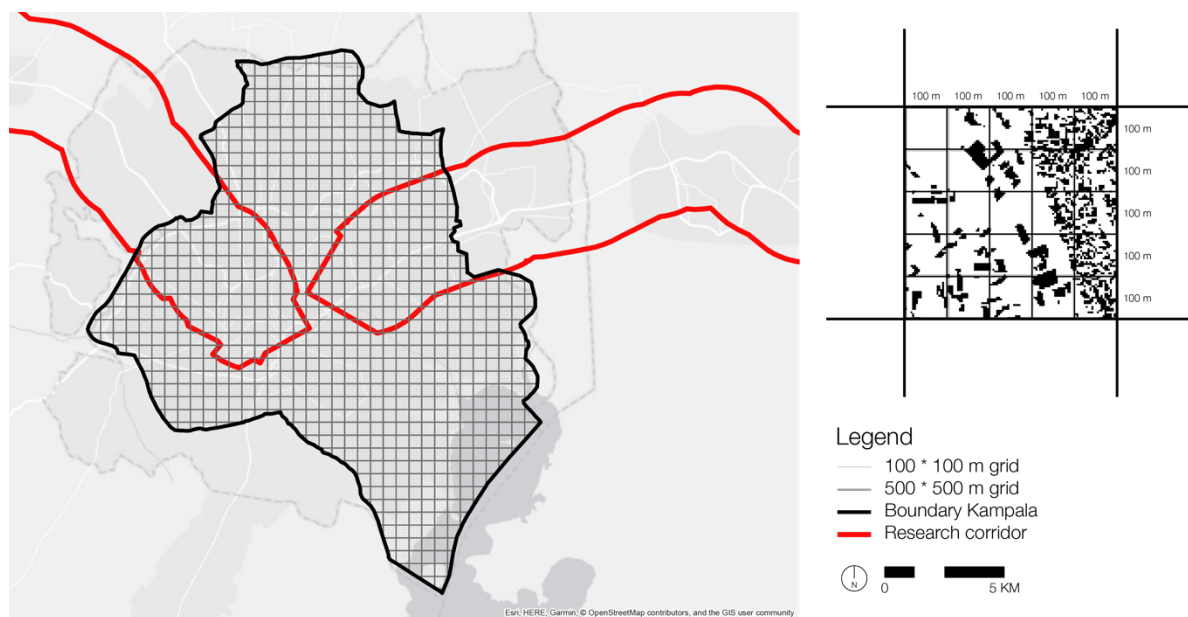 100 m 100 m 100 m 100 m 100 m
100 m
100 m
100 m
100 m
100 m
Legend
100 * 100 m grid
500 * 500 m grid
Boundary Kampala
Research corridor
N
0 5 KM
Esri, HERE, Garmin, © OpenStreetMap contributors, and the GIS user community